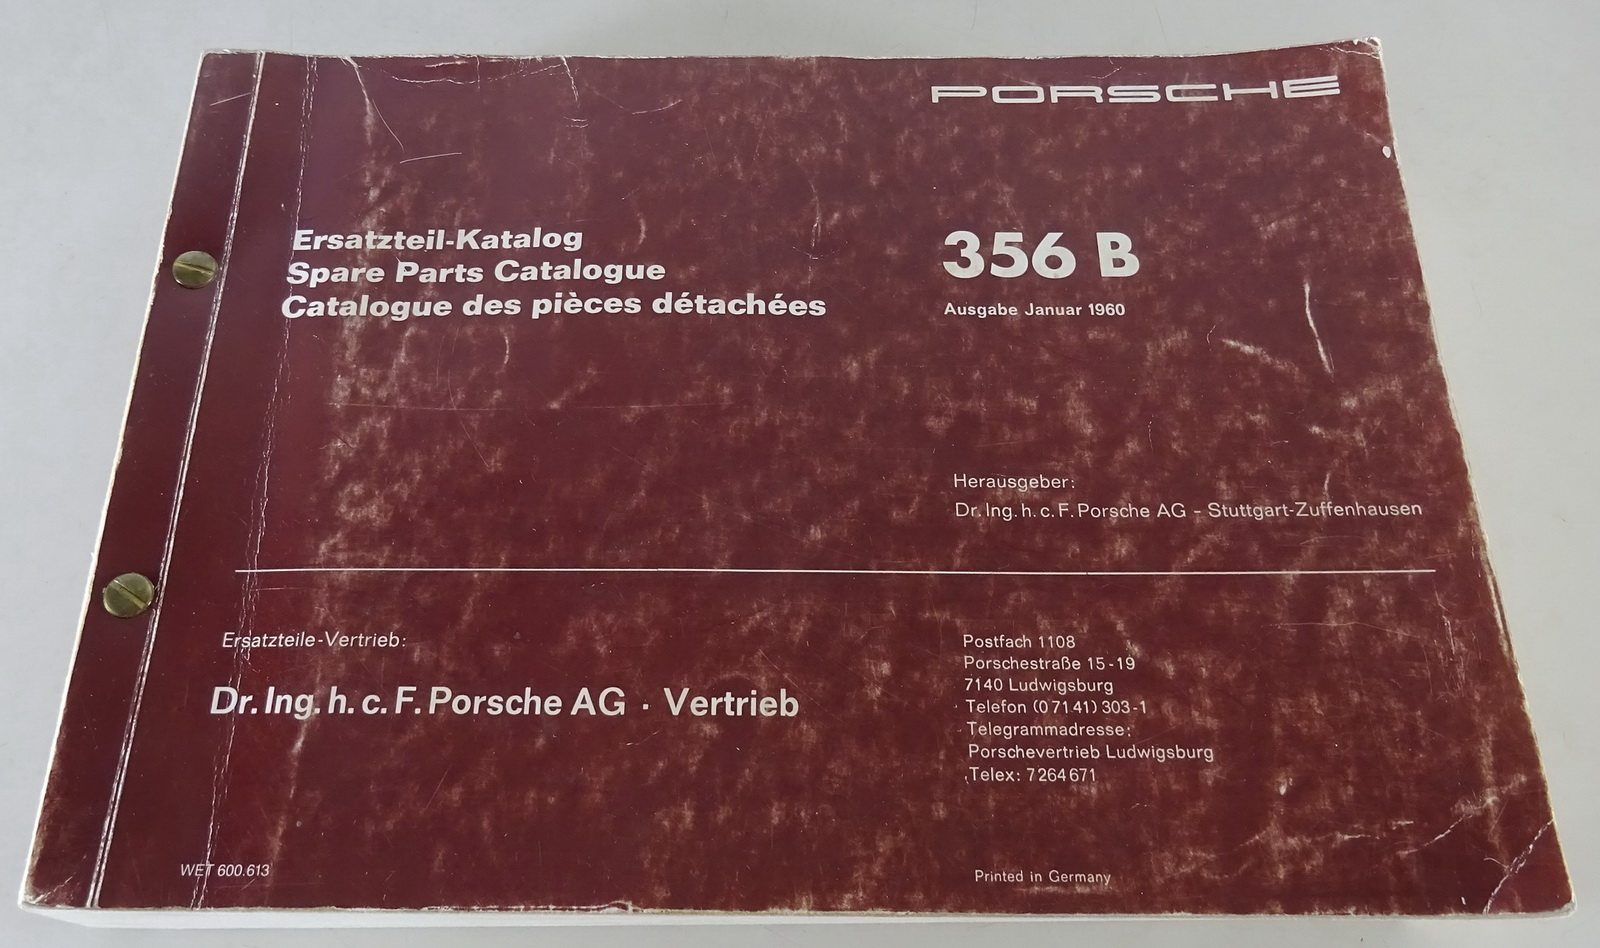 PORSCHE
Ersatzteil-Katalog
Spare Parts Catalogue
Catalogue des pièces détachées
356 B
Ausgabe Januar 1960
Herausgeber:
Dr. Ing. h. c. F. Porsche AG - Stuttgart-Zuffenhausen
Ersatzteile-Vertrieb:
Dr. Ing. h. c. F. Porsche AG · Vertrieb
Postfach 1108
Porschestraße 15-19
7140 Ludwigsburg
Telefon (07141) 303-1
Telegrammadresse:
Porschevertrieb Ludwigsburg
Telex: 7264671
WET 600.613
Printed in Germany